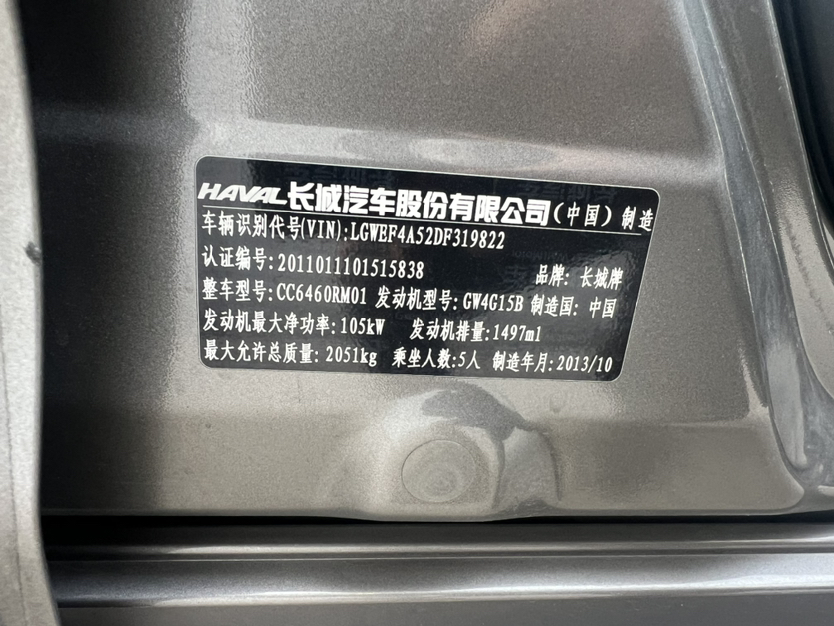 HAVAL长城汽车股份有限公司(中国)制造
车辆识别代号(VIN):LGWEF4A52DF319822
认证编号:2011011101515838 品牌:长城牌
整车型号:CC6460RM01 发动机型号:GW4G15B 制造国:中国
发动机最大净功率:105kW 发动机排量:1497ml
最大允许总质量:2051kg 乘坐人数:5人 制造年月:2013/10